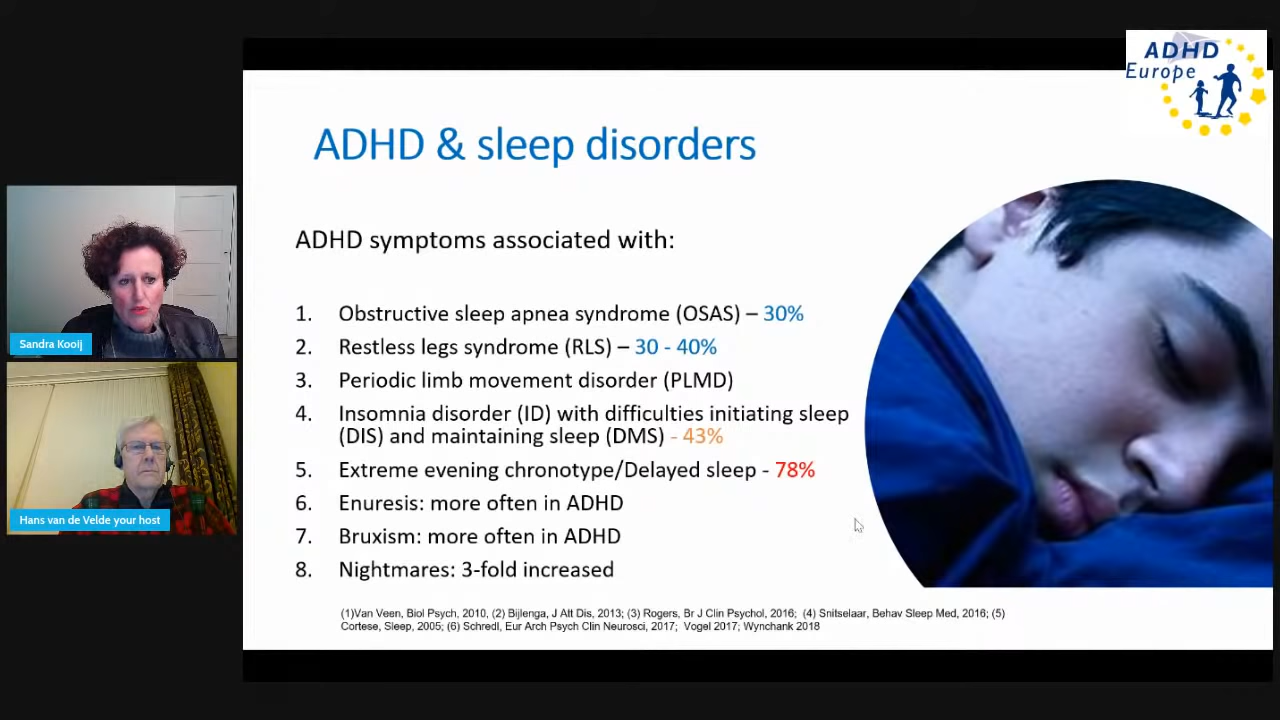 ADHD
Europe
ADHD & sleep disorders
ADHD symptoms associated with:
1. Obstructive sleep apnea syndrome (OSAS) – 30%
2. Restless legs syndrome (RLS) – 30 - 40%
3. Periodic limb movement disorder (PLMD)
4. Insomnia disorder (ID) with difficulties initiating sleep
(DIS) and maintaining sleep (DMS) - 43%
5. Extreme evening chronotype/Delayed sleep - 78%
6. Enuresis: more often in ADHD
7. Bruxism: more often in ADHD
8. Nightmares: 3-fold increased
(1)Van Veen, Biol Psych, 2010, (2) Bijlenga, J Att Dis, 2013; (3) Rogers, Br J Clin Psychol, 2016; (4) Snitselaar, Behav Sleep Med, 2016; (5)
Cortese, Sleep, 2005; (6) Schredl, Eur Arch Psych Clin Neurosci, 2017; Vogel 2017; Wynchank 2018
Sandra Kooij
Hans van de Velde your host